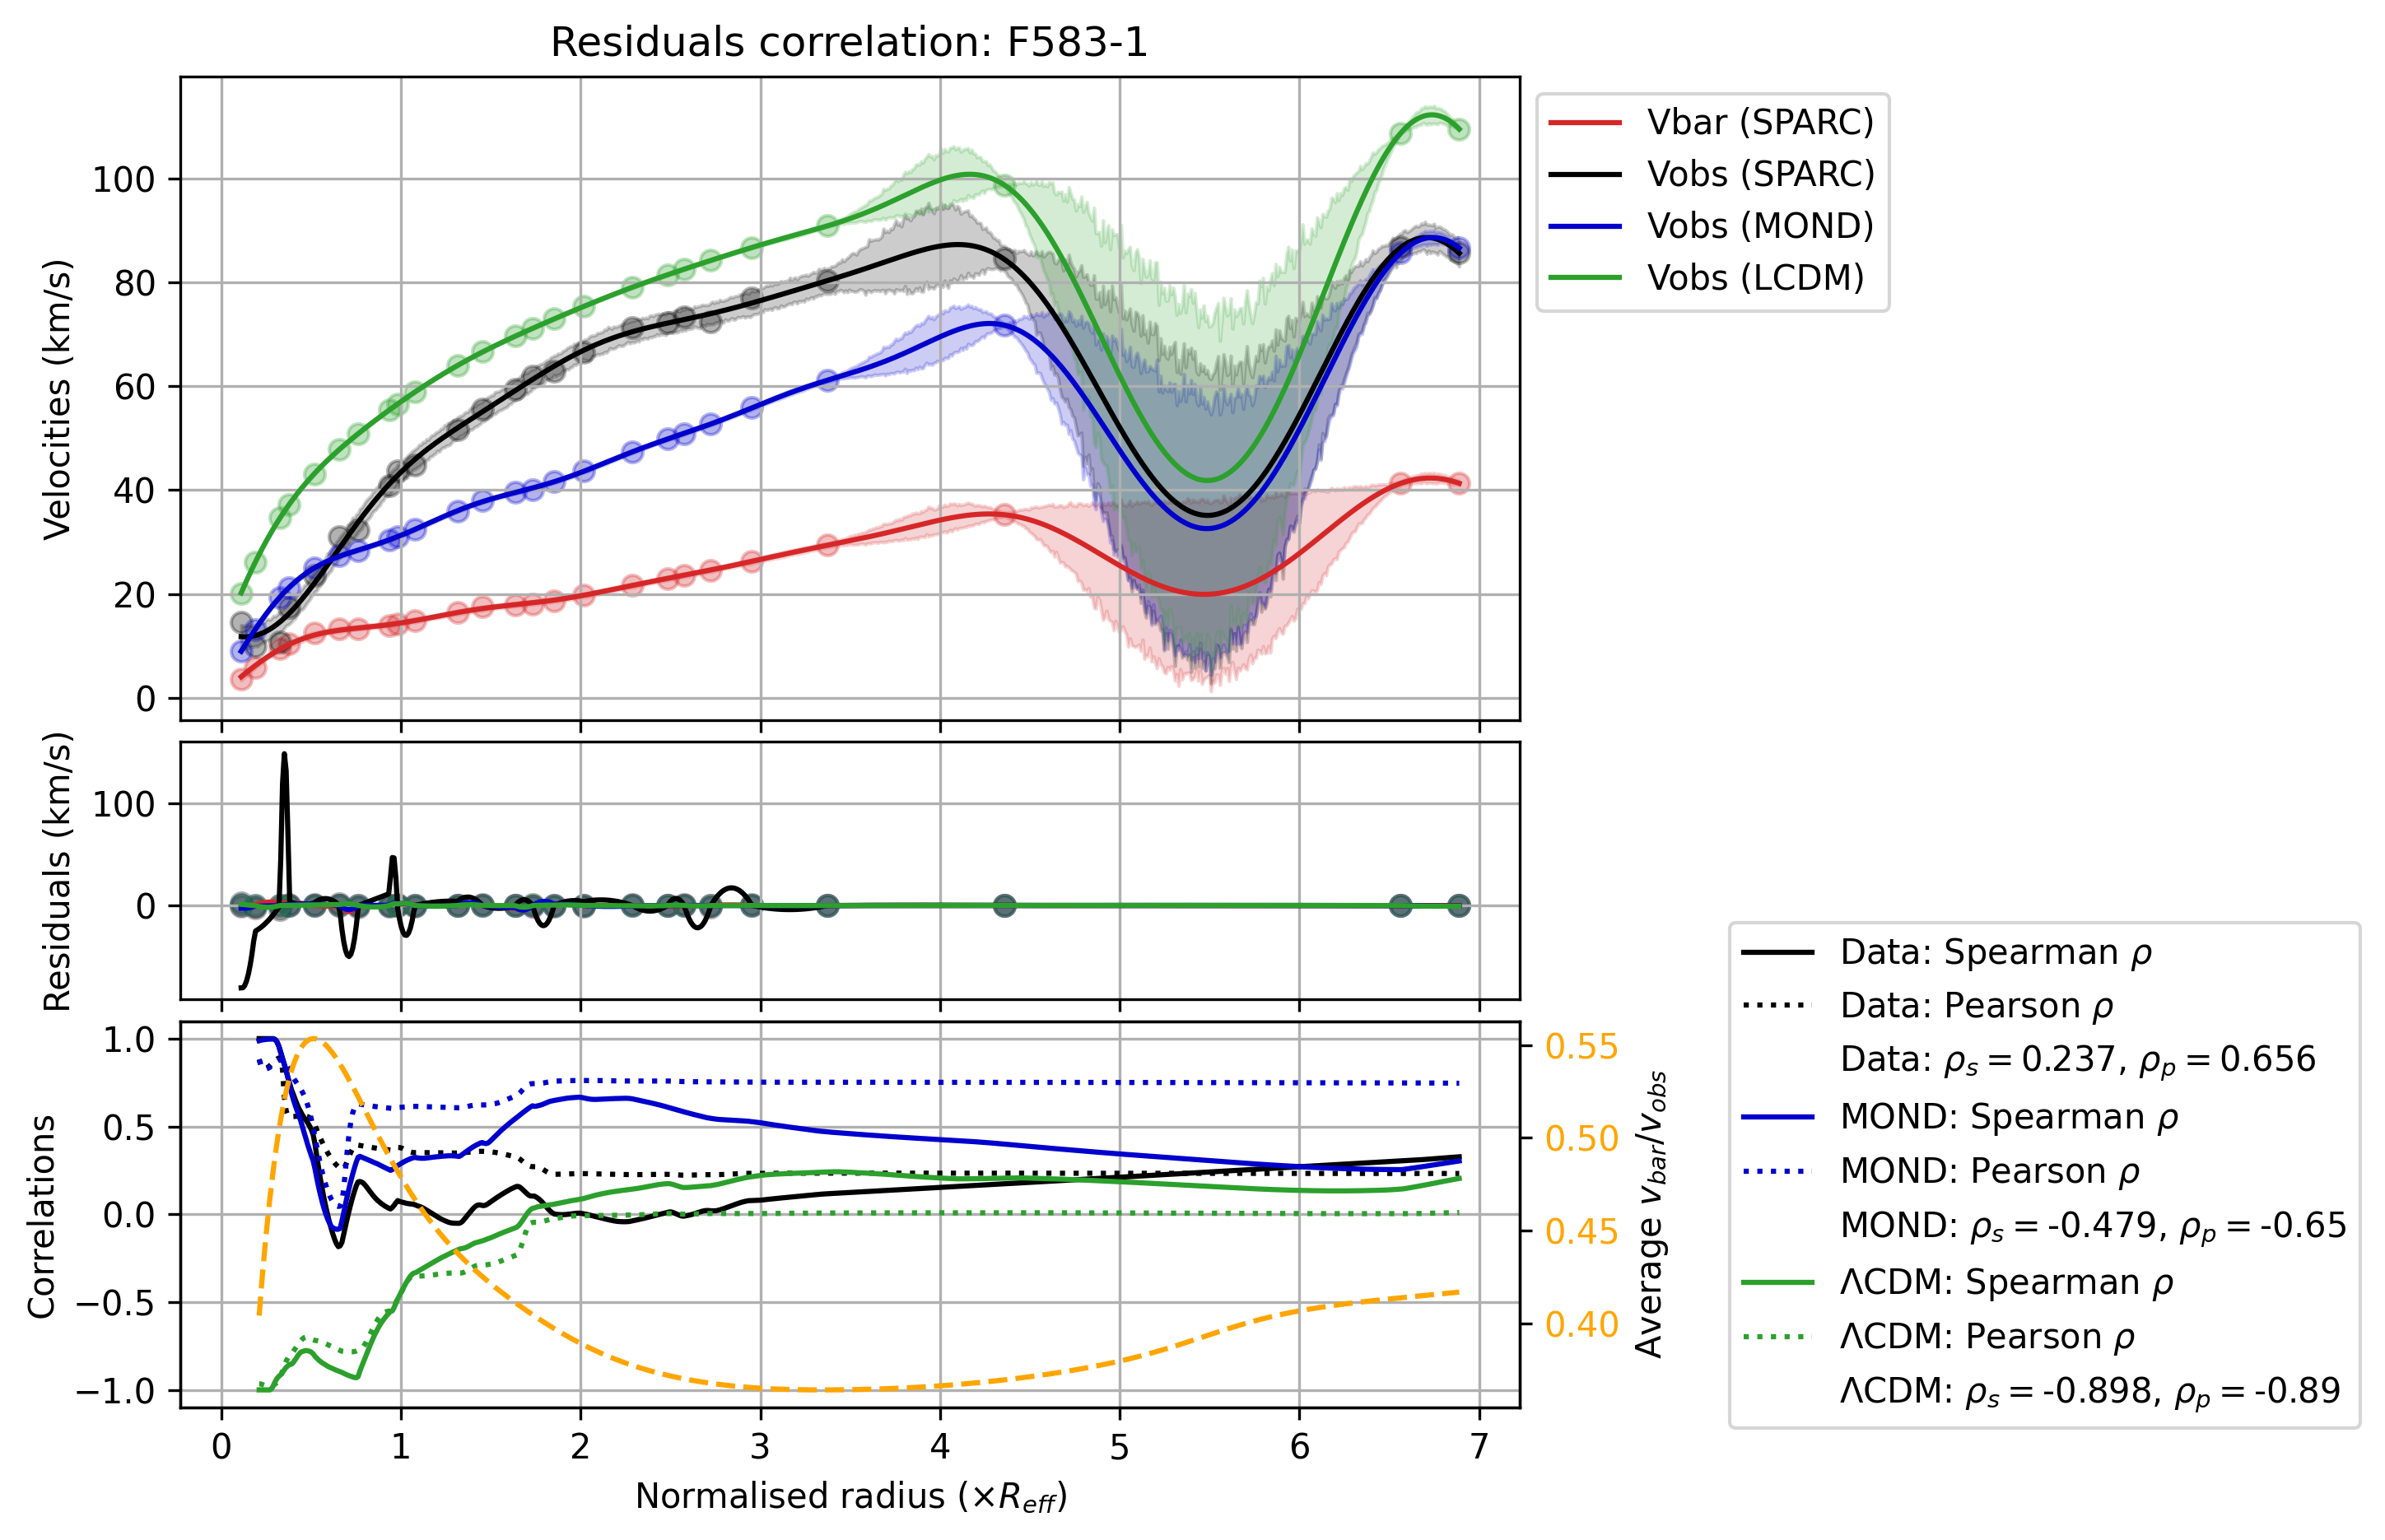 Residuals correlation: F583-1
Velocities (km/s)
100
80
60
40
20
0
Vbar (SPARC)
Vobs (SPARC)
Vobs (MOND)
Vobs (LCDM)
Residuals (km/s)
100
0
Correlations
1.0
0.5
0.0
−0.5
−1.0
0.55
0.50
0.45
0.40
Average v_bar/v_obs
0 1 2 3 4 5 6 7
Normalised radius (×R_eff)
Data: Spearman ρ
Data: Pearson ρ
Data: ρ_s = 0.237, ρ_p = 0.656
MOND: Spearman ρ
MOND: Pearson ρ
MOND: ρ_s = -0.479, ρ_p = -0.65
ΛCDM: Spearman ρ
ΛCDM: Pearson ρ
ΛCDM: ρ_s = -0.898, ρ_p = -0.89